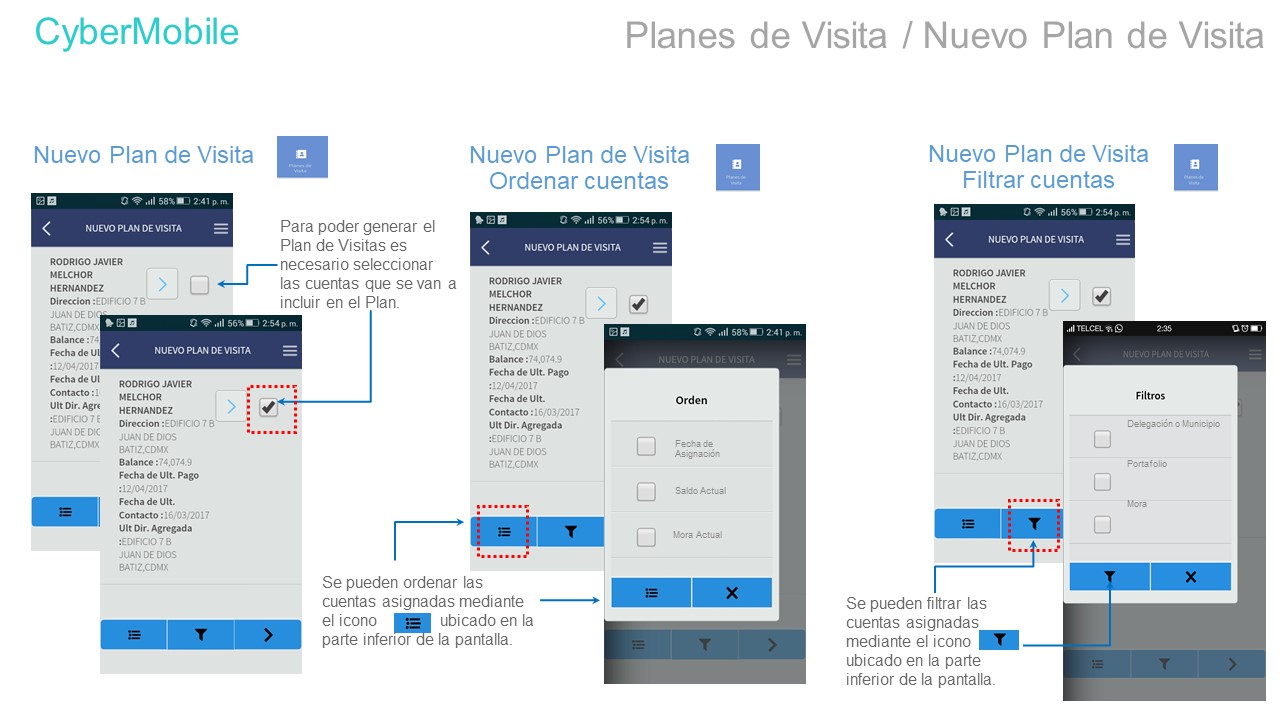 CyberMobile
Planes de Visita / Nuevo Plan de Visita
Nuevo Plan de Visita
Planes de
Visita
58% 2:41 p. m.
NUEVO PLAN DE VISITA
RODRIGO JAVIER
MELCHOR
HERNANDEZ
Direccion :EDIFICIO 7 B
JUAN DE DIOS
BATIZ,CDMX
Balance :74
Fecha de Ul
:12/04/2017
Fecha de Ul
Contacto :1
Ult Dir. Agre
:EDIFICIO 7 E
JUAN DE DIC
BATIZ,CDMX
Para poder generar el
Plan de Visitas es
necesario seleccionar
las cuentas que se van a
incluir en el Plan.
56% 2:54 p. m.
NUEVO PLAN DE VISITA
RODRIGO JAVIER
MELCHOR
HERNANDEZ
Direccion :EDIFICIO 7 B
JUAN DE DIOS
BATIZ,CDMX
Balance :74,074.9
Fecha de Ult. Pago
:12/04/2017
Fecha de Ult.
Contacto :16/03/2017
Ult Dir. Agregada
:EDIFICIO 7 B
JUAN DE DIOS
BATIZ,CDMX
Nuevo Plan de Visita
Ordenar cuentas
Planes de
Visita
56% 2:54 p. m.
NUEVO PLAN DE VISITA
RODRIGO JAVIER
MELCHOR
HERNANDEZ
Direccion :EDIFICIO 7 B
JUAN DE DIOS
BATIZ,CDMX
Balance :74,074.9
Fecha de Ult. Pago
:12/04/2017
Fecha de Ult.
Contacto :16/03/2017
Ult Dir. Agregada
:EDIFICIO 7 B
JUAN DE DIOS
BATIZ,CDMX
58% 2:41 p. m.
NUEVO PLAN DE VISITA
Orden
Fecha de
Asignación
Saldo Actual
Mora Actual
Se pueden ordenar las
cuentas asignadas mediante
el icono ubicado en la
parte inferior de la pantalla.
Nuevo Plan de Visita
Filtrar cuentas
Planes de
Visita
56% 2:54 p. m.
NUEVO PLAN DE VISITA
RODRIGO JAVIER
MELCHOR
HERNANDEZ
Direccion :EDIFICIO 7 B
JUAN DE DIOS
BATIZ,CDMX
Balance :74,074.9
Fecha de Ult. Pago
:12/04/2017
Fecha de Ult.
Contacto :16/03/2017
Ult Dir. Agregada
:EDIFICIO 7 B
JUAN DE DIOS
BATIZ,CDMX
TELCEL 2:35
NUEVO PLAN DE VISITA
Filtros
Delegación o Municipio
Portafolio
Mora
Se pueden filtrar las
cuentas asignadas
mediante el icono
ubicado en la parte
inferior de la pantalla.